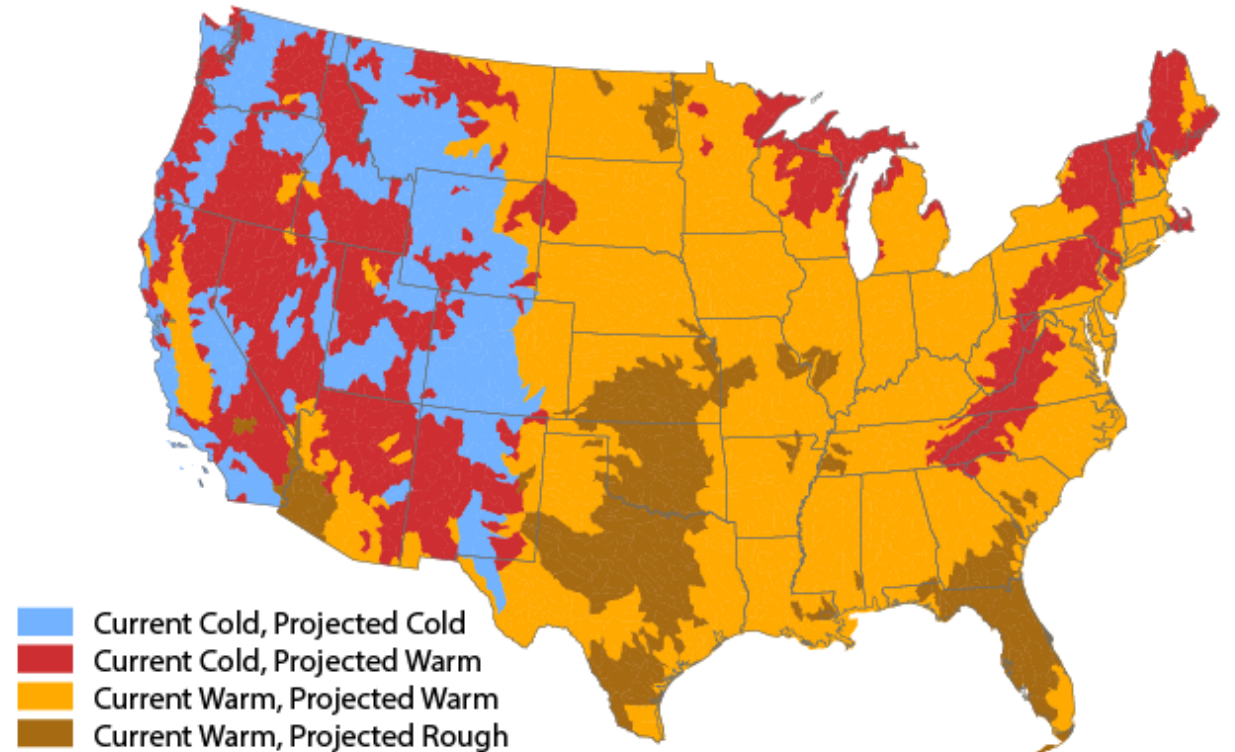 Current Cold, Projected Cold
Current Cold, Projected Warm
Current Warm, Projected Warm
Current Warm, Projected Rough